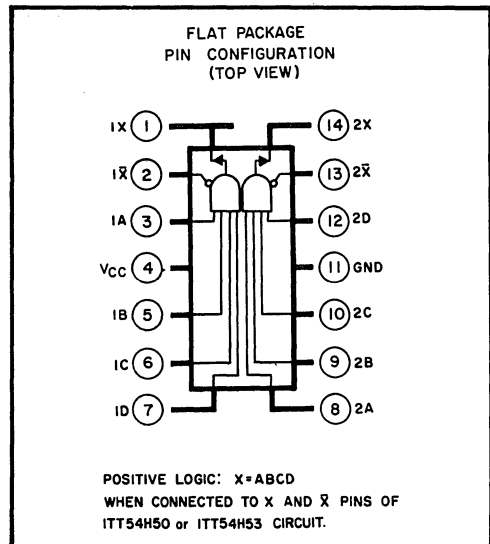 FLAT PACKAGE
PIN CONFIGURATION
(TOP VIEW)
1X 1
14 2X
1X̅ 2
13 2X̅
1A 3
12 2D
VCC 4
11 GND
1B 5
10 2C
1C 6
9 2B
1D 7
8 2A
POSITIVE LOGIC: X=ABCD
WHEN CONNECTED TO X AND X̅ PINS OF
ITT54H50 or ITT54H53 CIRCUIT.